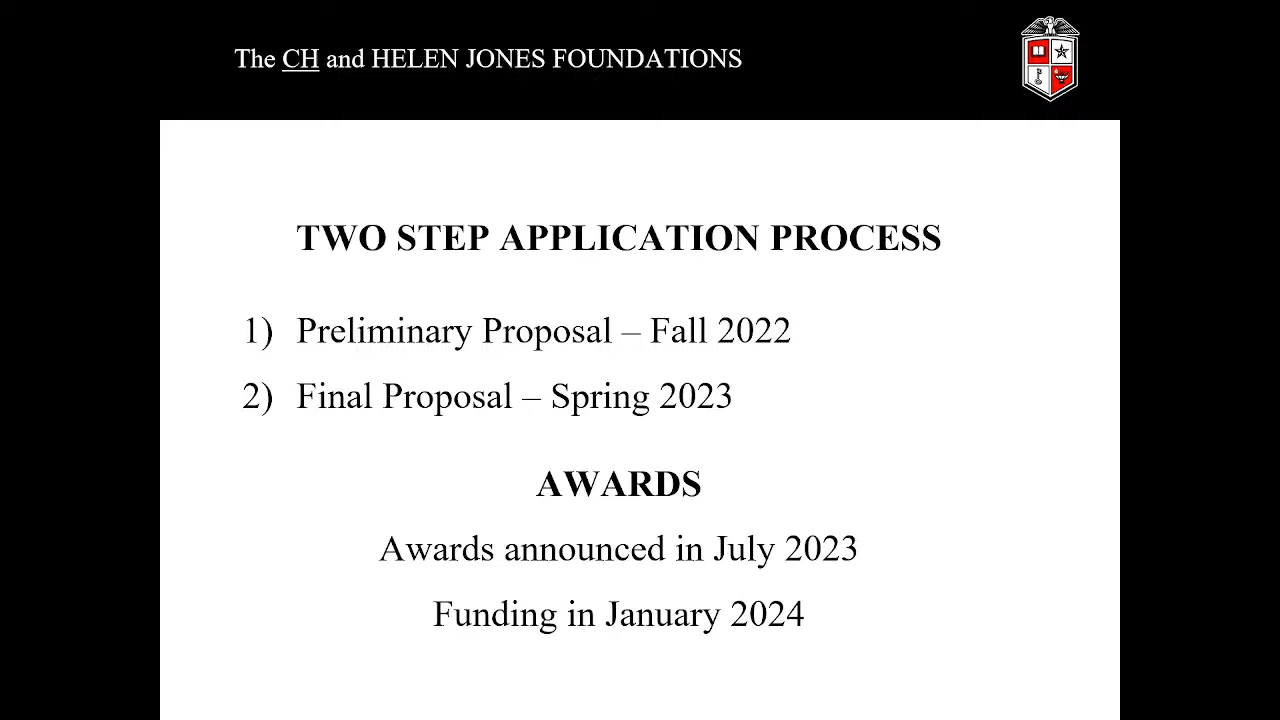 The CH and HELEN JONES FOUNDATIONS
TWO STEP APPLICATION PROCESS
1) Preliminary Proposal – Fall 2022
2) Final Proposal – Spring 2023
AWARDS
Awards announced in July 2023
Funding in January 2024